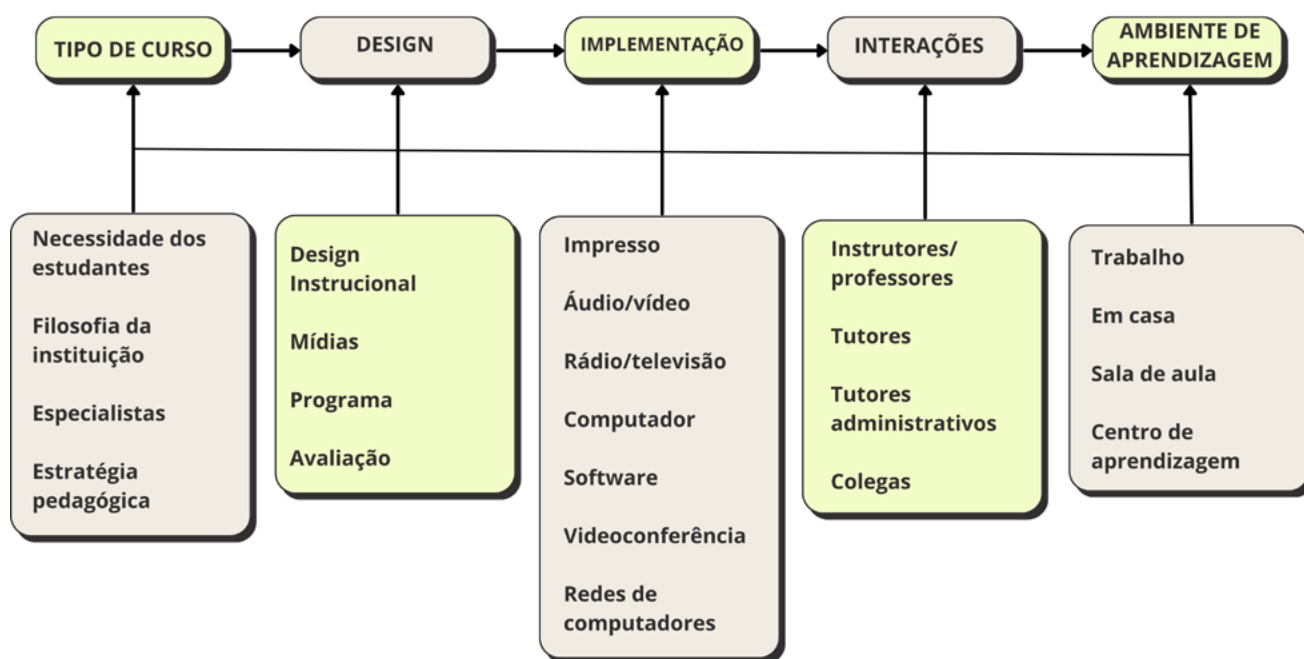 TIPO DE CURSO
DESIGN
IMPLEMENTAÇÃO
INTERAÇÕES
AMBIENTE DE
APRENDIZAGEM
Necessidade dos
estudantes
Filosofia da
instituição
Especialistas
Estratégia
pedagógica
Design
Instrucional
Mídias
Programa
Avaliação
Impresso
Áudio/vídeo
Rádio/televisão
Computador
Software
Videoconferência
Redes de
computadores
Instrutores/
professores
Tutores
Tutores
administrativos
Colegas
Trabalho
Em casa
Sala de aula
Centro de
aprendizagem